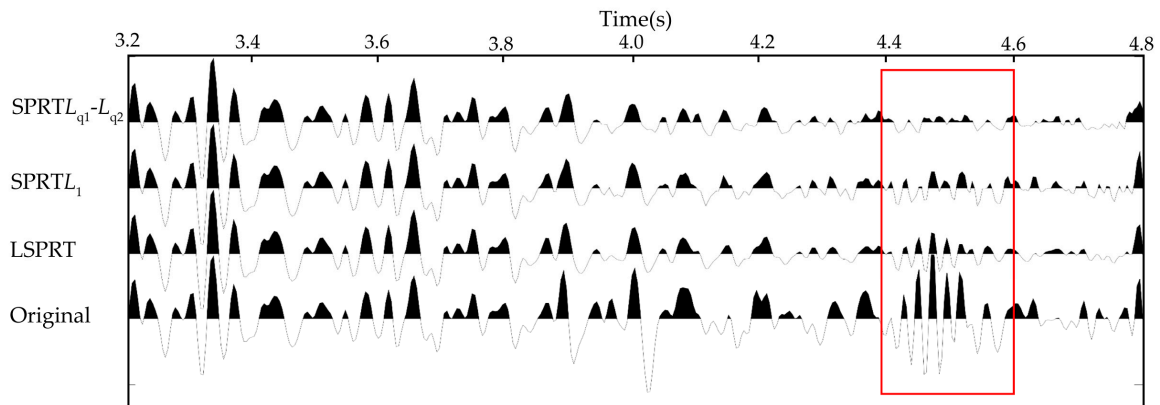 Time(s)
3.2 3.4 3.6 3.8 4.0 4.2 4.4 4.6 4.8
SPRTLq1-Lq2
SPRTL1
LSPRT
Original